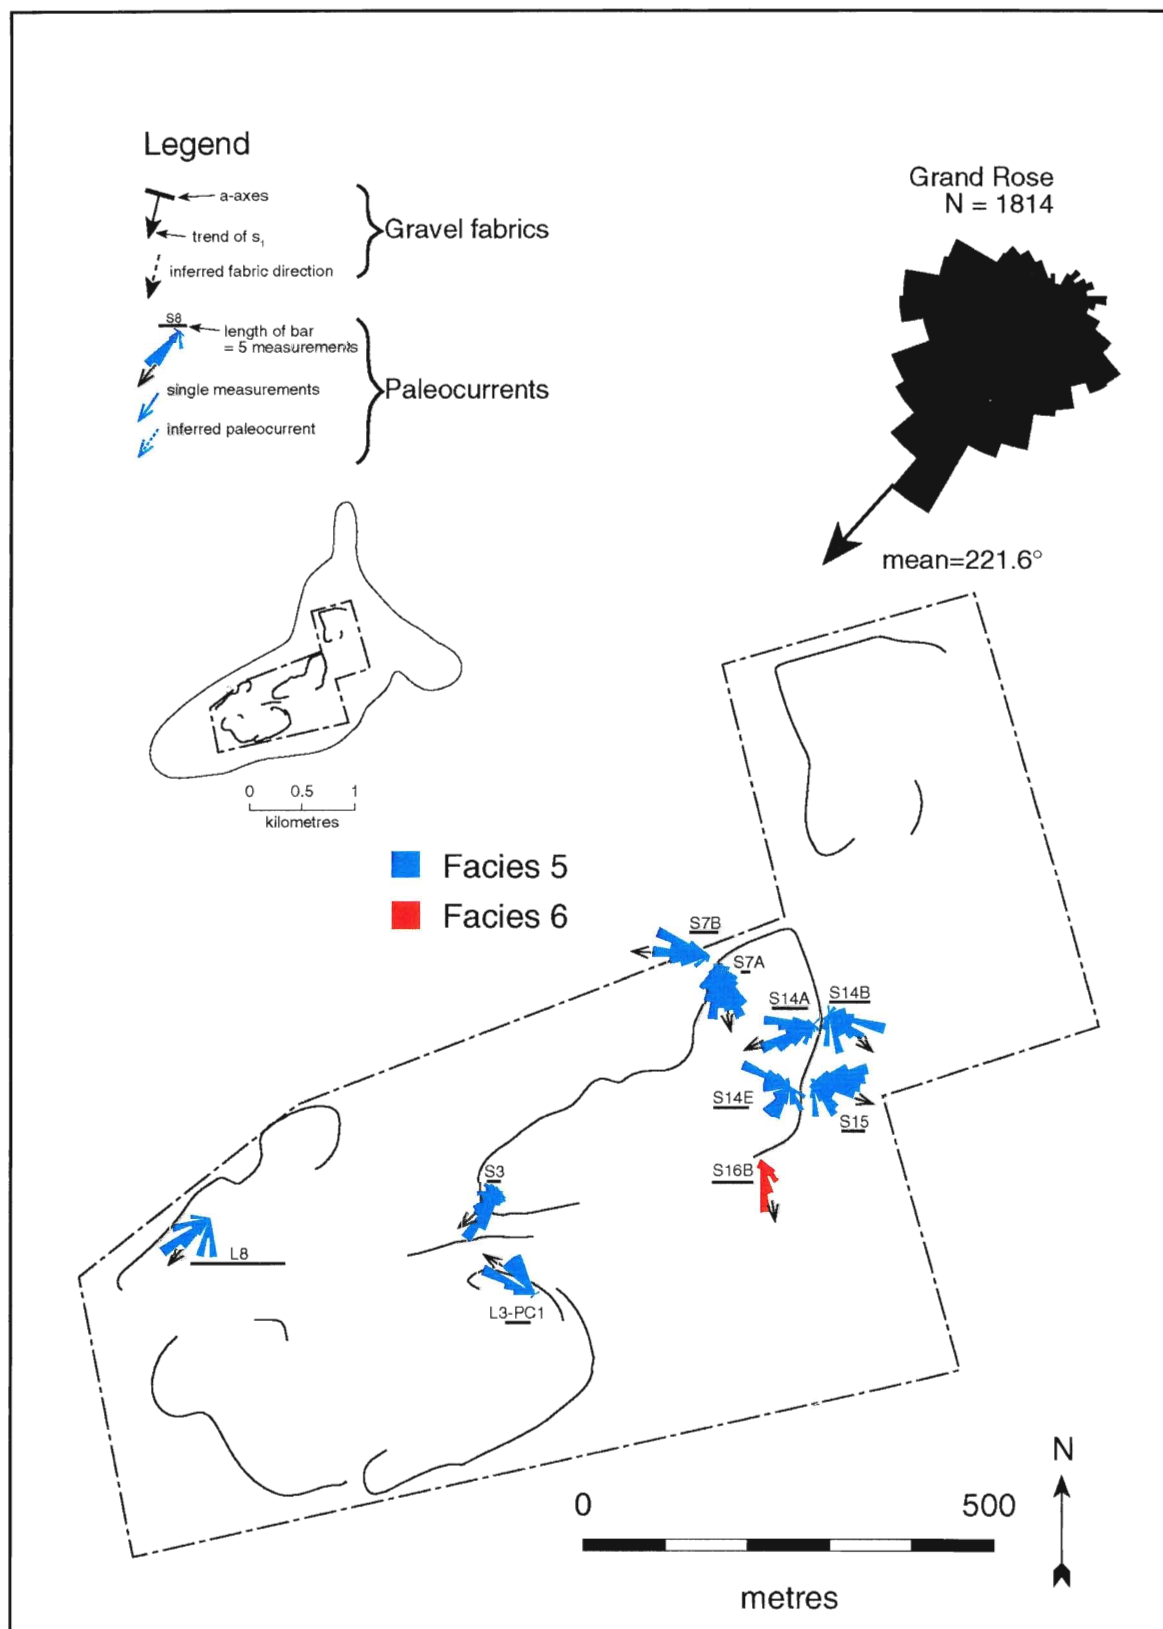 Legend
a-axes
trend of s₁
inferred fabric direction
Gravel fabrics
S8
length of bar
= 5 measurements
single measurements
inferred paleocurrent
Paleocurrents
Grand Rose
N = 1814
mean=221.6°
0 0.5 1
kilometres
Facies 5
Facies 6
S7B
S7A
S14A
S14B
S14E
S15
S16B
S3
L8
L3-PC1
N
0 500
metres